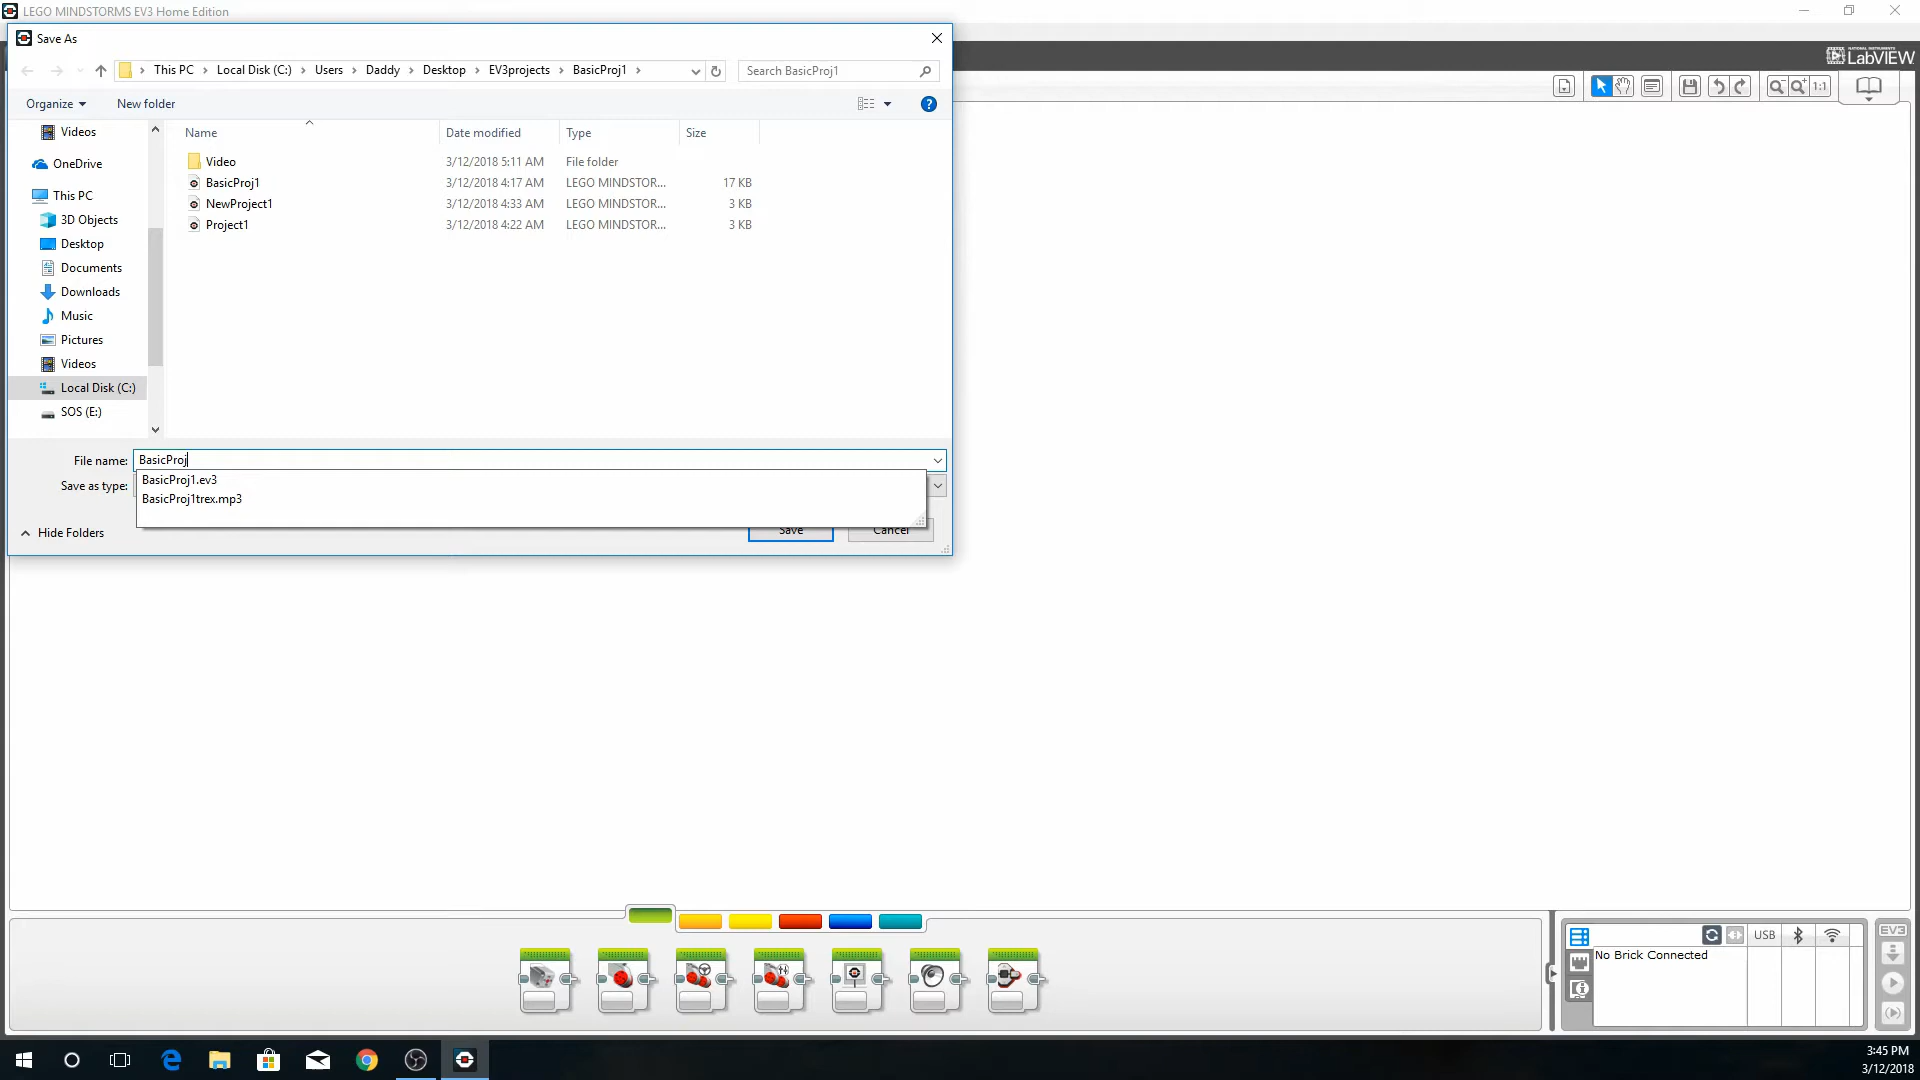 LEGO MINDSTORMS EV3 Home Edition
Save As
NATIONAL INSTRUMENTS
LabVIEW
This PC > Local Disk (C:) > Users > Daddy > Desktop > EV3projects > BasicProj1 >
Search BasicProj1
Organize
New folder
?
1:1
Name
Date modified
Type
Size
Videos
OneDrive
This PC
3D Objects
Desktop
Documents
Downloads
Music
Pictures
Videos
Local Disk (C:)
SOS (E:)
Video 3/12/2018 5:11 AM File folder
BasicProj1 3/12/2018 4:17 AM LEGO MINDSTOR... 17 KB
NewProject1 3/12/2018 4:33 AM LEGO MINDSTOR... 3 KB
Project1 3/12/2018 4:22 AM LEGO MINDSTOR... 3 KB
File name: BasicProj
Save as type:
BasicProj1.ev3
BasicProj1trex.mp3
Hide Folders
Save
Cancel
USB
EV3
No Brick Connected
3:45 PM
3/12/2018